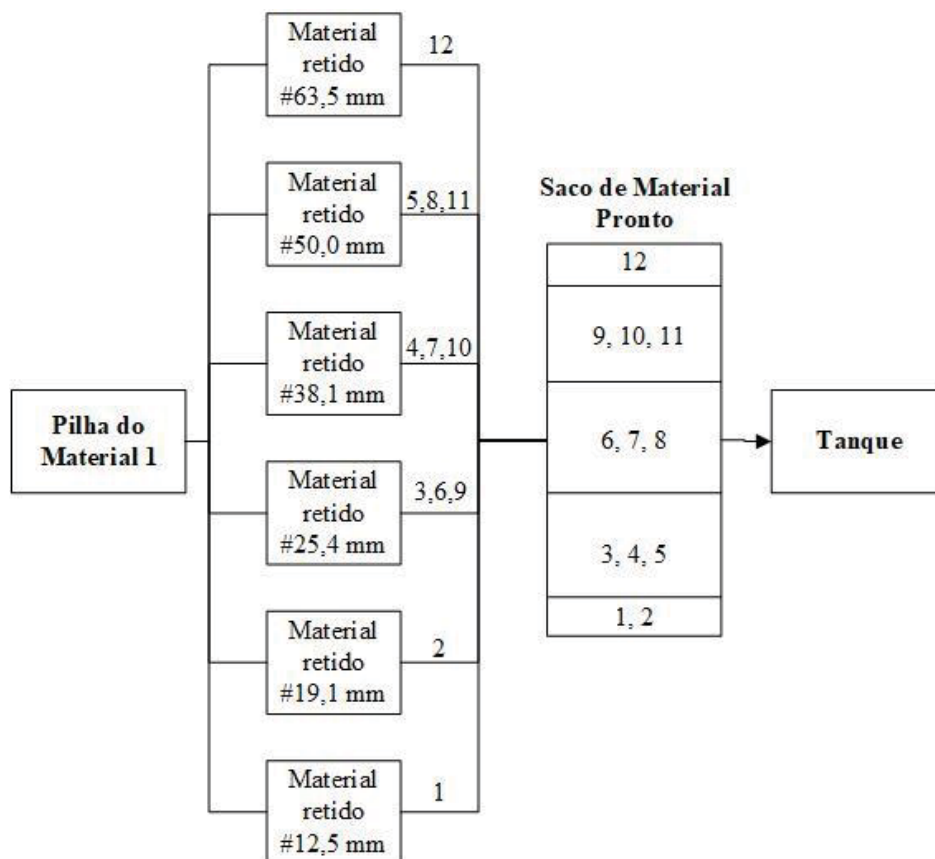 Material
retido
#63,5 mm
12
Material
retido
#50,0 mm
5,8,11
Material
retido
#38,1 mm
4,7,10
Pilha do
Material 1
Material
retido
#25,4 mm
3,6,9
Material
retido
#19,1 mm
2
Material
retido
#12,5 mm
1
Saco de Material
Pronto
12
9, 10, 11
6, 7, 8
3, 4, 5
1, 2
Tanque